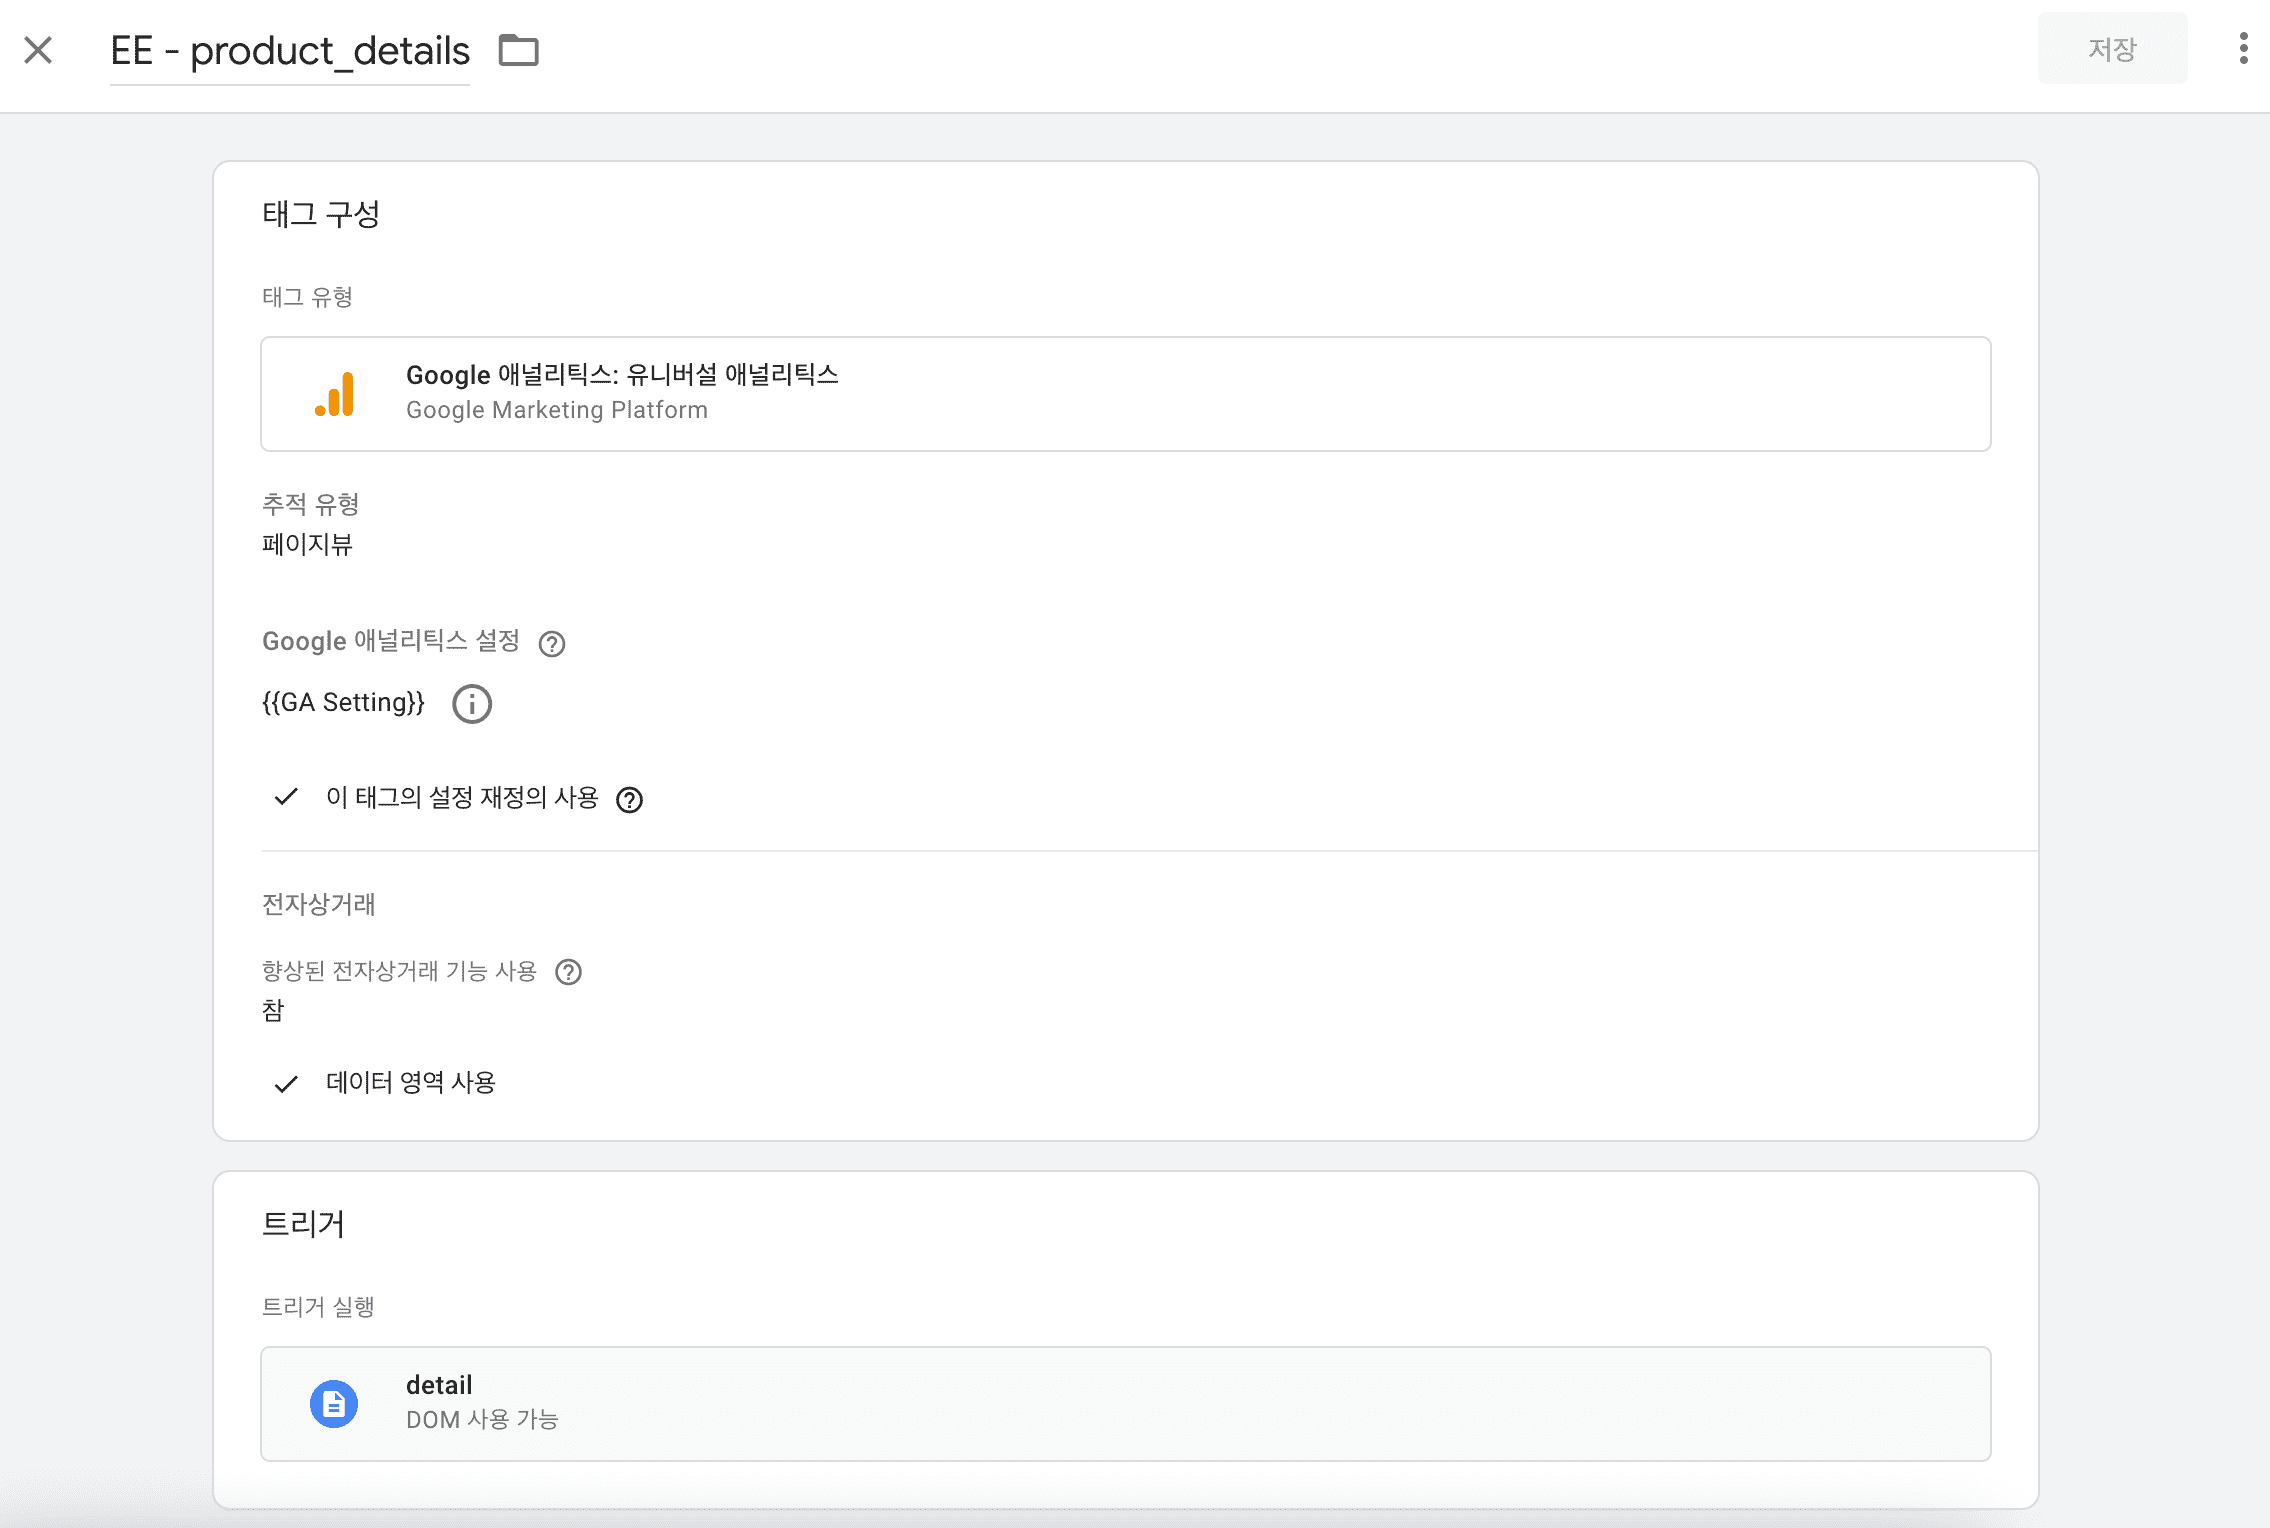 EE - product_details
저장
태그 구성
태그 유형
Google 애널리틱스: 유니버설 애널리틱스
Google Marketing Platform
추적 유형
페이지뷰
Google 애널리틱스 설정
{{GA Setting}}
이 태그의 설정 재정의 사용
전자상거래
향상된 전자상거래 기능 사용
참
데이터 영역 사용
트리거
트리거 실행
detail
DOM 사용 가능